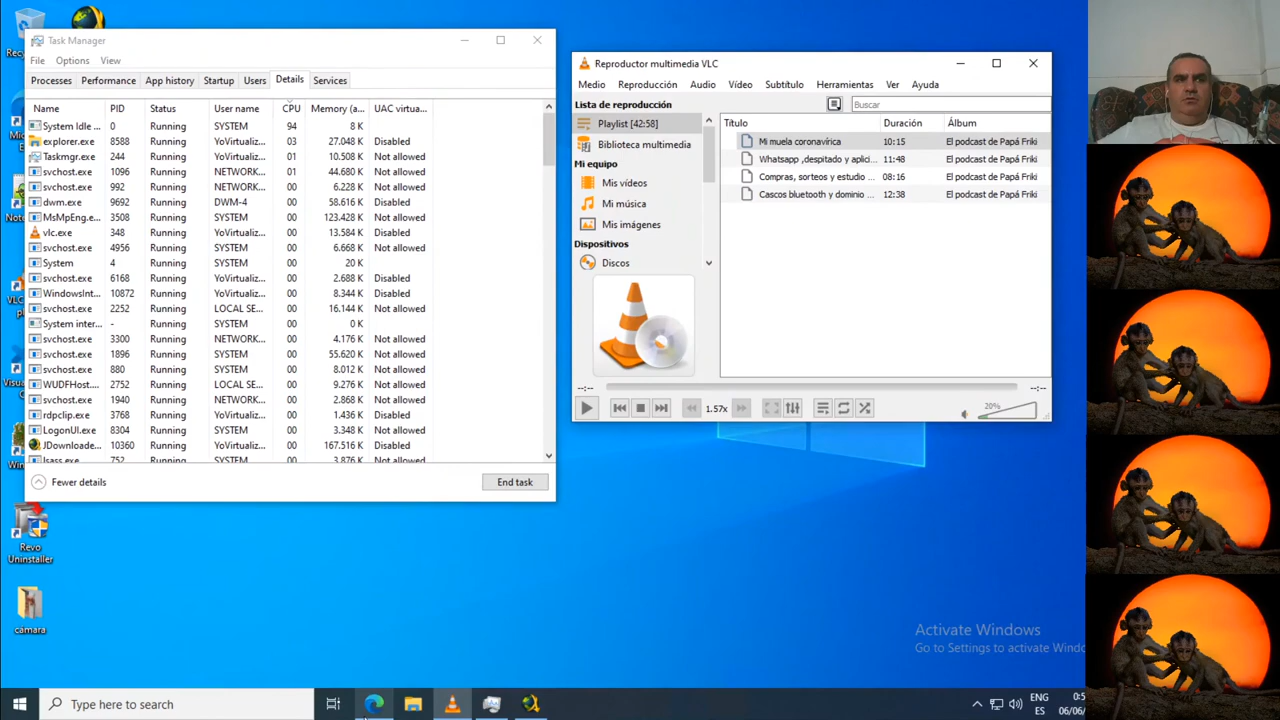 Task Manager
File Options View
Processes Performance App history Startup Users Details Services
Name PID Status User name CPU Memory (a... UAC virtua...
System Idle ... 0 Running SYSTEM 94 8 K
explorer.exe 8588 Running YoVirtualiz... 03 27.048 K Disabled
Taskmgr.exe 244 Running YoVirtualiz... 01 10.508 K Not allowed
svchost.exe 1096 Running NETWORK... 01 44.680 K Not allowed
svchost.exe 992 Running NETWORK... 00 6.228 K Not allowed
dwm.exe 9692 Running DWM-4 00 58.616 K Disabled
MsMpEng.e... 3508 Running SYSTEM 00 123.428 K Not allowed
vlc.exe 348 Running YoVirtualiz... 00 13.584 K Disabled
svchost.exe 4956 Running SYSTEM 00 6.668 K Not allowed
System 4 Running SYSTEM 00 20 K
svchost.exe 6168 Running YoVirtualiz... 00 2.688 K Disabled
WindowsInt... 10872 Running YoVirtualiz... 00 8.344 K Disabled
svchost.exe 2252 Running LOCAL SE... 00 16.144 K Not allowed
System inter... - Running SYSTEM 00 0 K
svchost.exe 3300 Running NETWORK... 00 4.176 K Not allowed
svchost.exe 1896 Running SYSTEM 00 55.620 K Not allowed
svchost.exe 880 Running SYSTEM 00 8.012 K Not allowed
WUDFHost.... 2752 Running LOCAL SE... 00 9.276 K Not allowed
svchost.exe 1940 Running NETWORK... 00 2.868 K Not allowed
rdpclip.exe 3768 Running YoVirtualiz... 00 1.436 K Disabled
LogonUI.exe 8304 Running SYSTEM 00 3.348 K Not allowed
JDownloade... 10360 Running YoVirtualiz... 00 167.516 K Disabled
lsass.exe 752 Running SYSTEM 00 3.876 K Not allowed
Fewer details End task
Reproductor multimedia VLC
Medio Reproducción Audio Vídeo Subtítulo Herramientas Ver Ayuda
Lista de reproducción Buscar
Playlist [42:58]
Biblioteca multimedia
Mi equipo
Mis vídeos
Mi música
Mis imágenes
Dispositivos
Discos
Título Duración Álbum
Mi muela coronavírica 10:15 El podcast de Papá Friki
Whatsapp ,despitado y aplici... 11:48 El podcast de Papá Friki
Compras, sorteos y estudio ... 08:16 El podcast de Papá Friki
Cascos bluetooth y dominio ... 12:38 El podcast de Papá Friki
--:-- --:--
1.57x 20%
Revo
Uninstaller
camara
Activate Windows
Go to Settings to activate
Type here to search
ENG
ES
0:5
06/06/